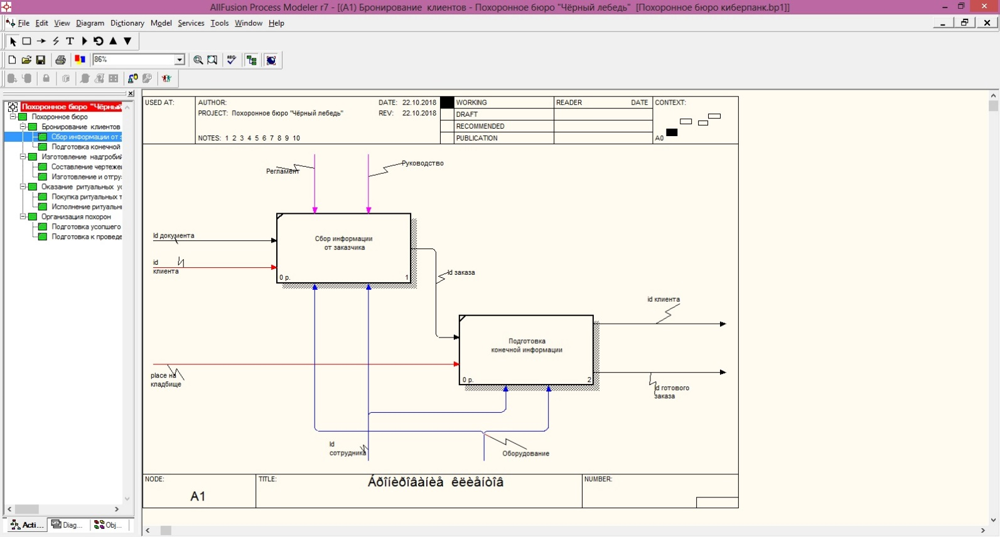 AllFusion Process Modeler r7 - [(A1) Бронирование клиентов - Похоронное бюро "Чёрный лебедь" [Похоронное бюро киберпанк.bp1]]
File Edit View Diagram Dictionary Model Services Tools Window Help
86%
Похоронное бюро "Чёрный
Похоронное бюро
Бронирование клиентов
Сбор информации от з
Подготовка конечной
Изготовление надгробий
Составление чертеже
Изготовление и отгру
Оказание ритуальных ус
Покупка ритуальных т
Исполнение ритуальн
Организация похорон
Подготовка усопшего
Подготовка к проведе
Acti... Diag... Obj...
USED AT: AUTHOR: DATE: 22.10.2018 WORKING READER DATE CONTEXT:
PROJECT: Похоронное бюро "Чёрный лебедь" REV: 22.10.2018 DRAFT
RECOMMENDED
NOTES: 1 2 3 4 5 6 7 8 9 10 PUBLICATION A0
Регламент
Руководство
Id документа
id
клиента
Сбор информации
от заказчика
0 р. 1
Id заказа
id клиента
Подготовка
конечной информации
0 р. 2
place на
кладбище
Id готового
заказа
Id
сотрудника
Оборудование
NODE: TITLE: Áðîíèðîâàíèå êëèåíòîâ NUMBER:
A1